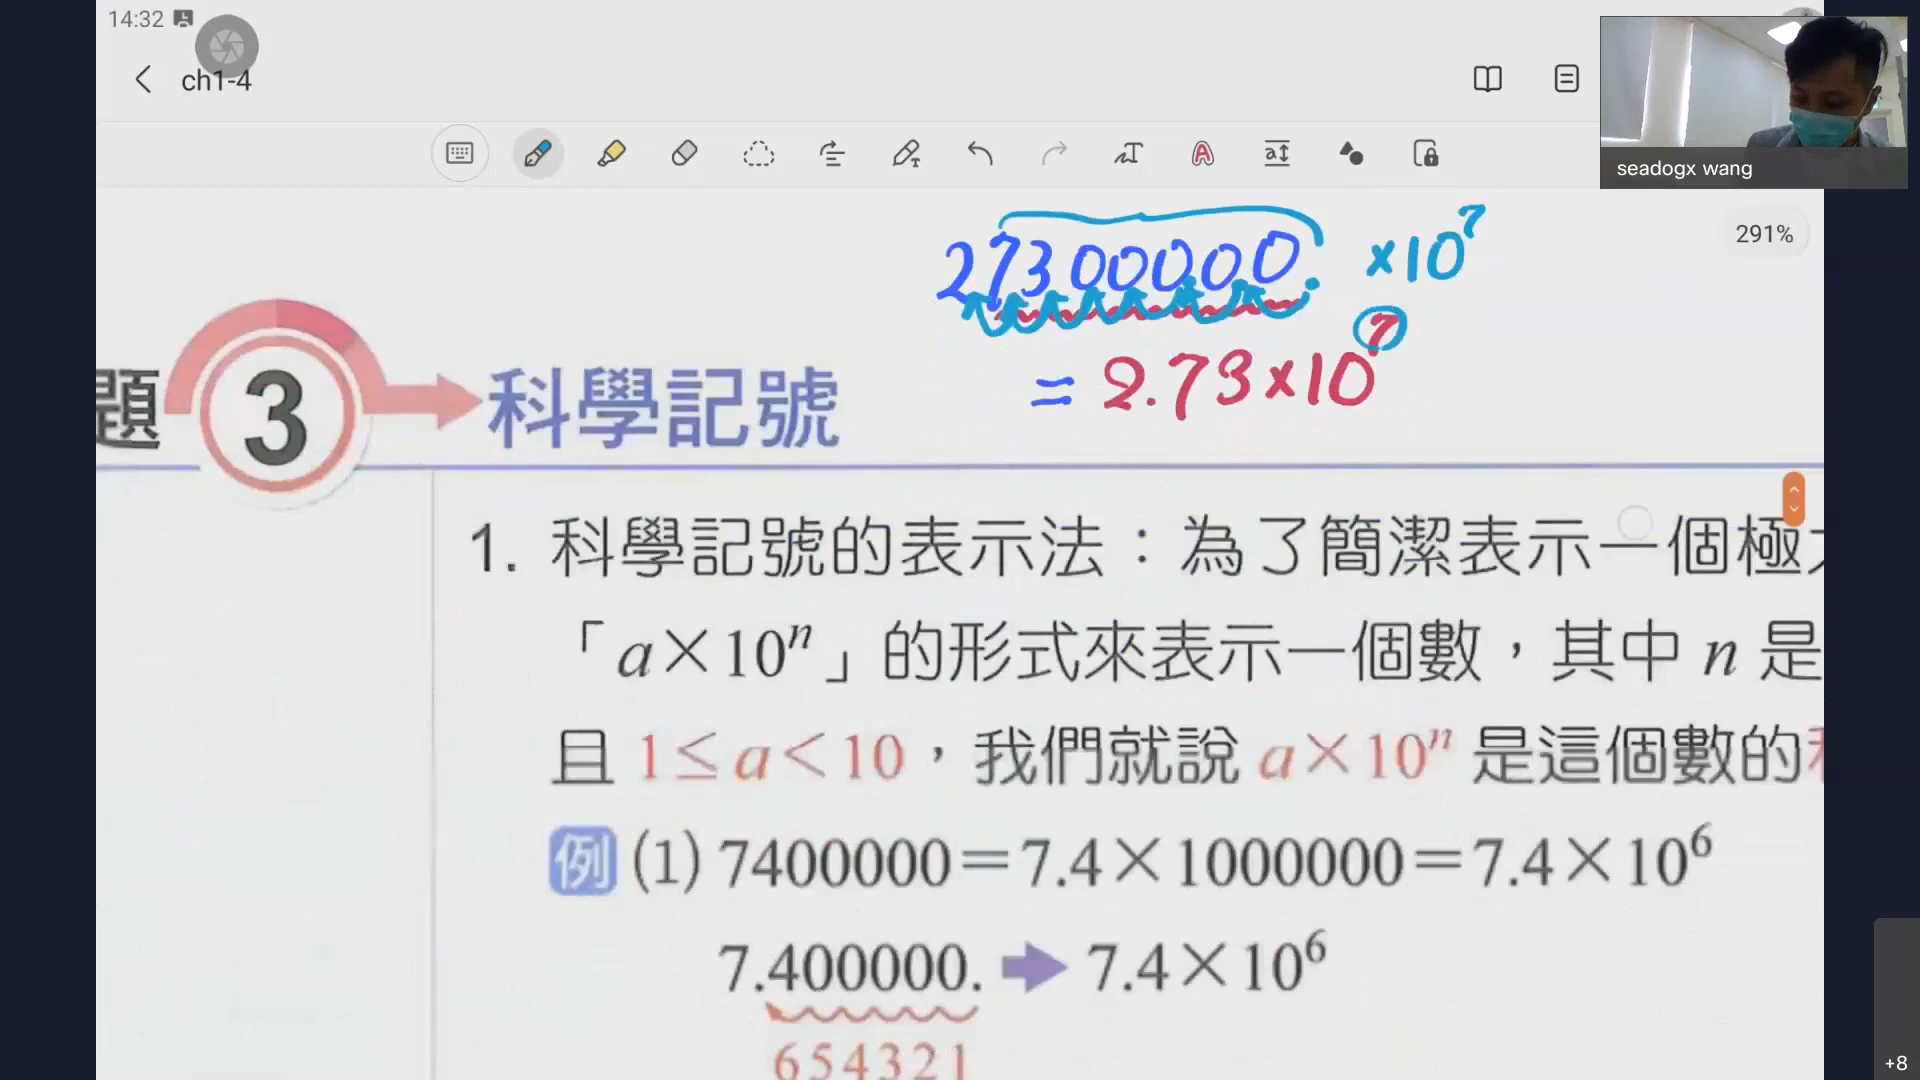 14:32
ch1-4
seadogx wang
291%
27300000. ×10⁷
= 2.73×10⁷
題 3 科學記號
1. 科學記號的表示法：為了簡潔表示一個極
「a×10ⁿ」的形式來表示一個數，其中 n 是
且 1≤a<10，我們就說 a×10ⁿ 是這個數的
例 (1) 7400000=7.4×1000000=7.4×10⁶
7.400000. 7.4×10⁶
654321
+8